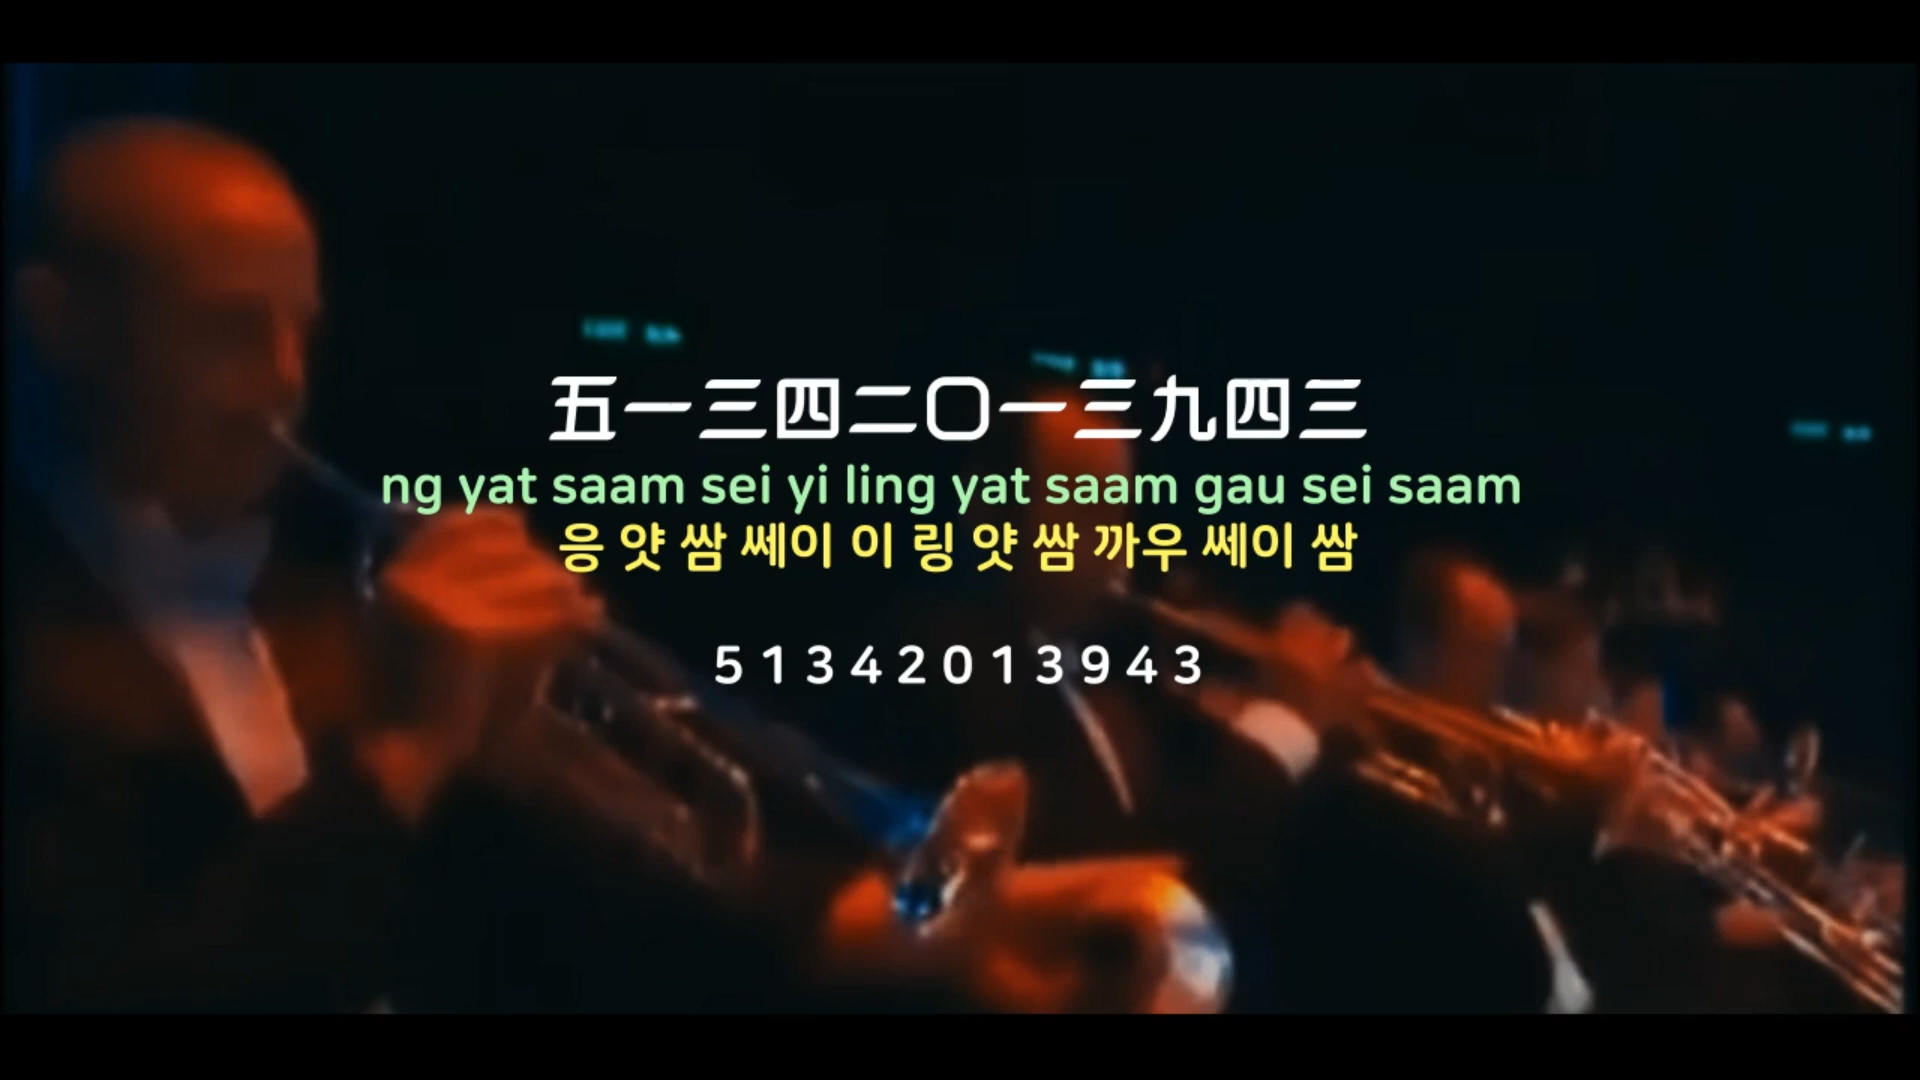 五一三四二〇一三九四三
ng yat saam sei yi ling yat saam gau sei saam
응 얏 쌈 쎄이 이 링 얏 쌈 까우 쎄이 쌈
5 1 3 4 2 0 1 3 9 4 3